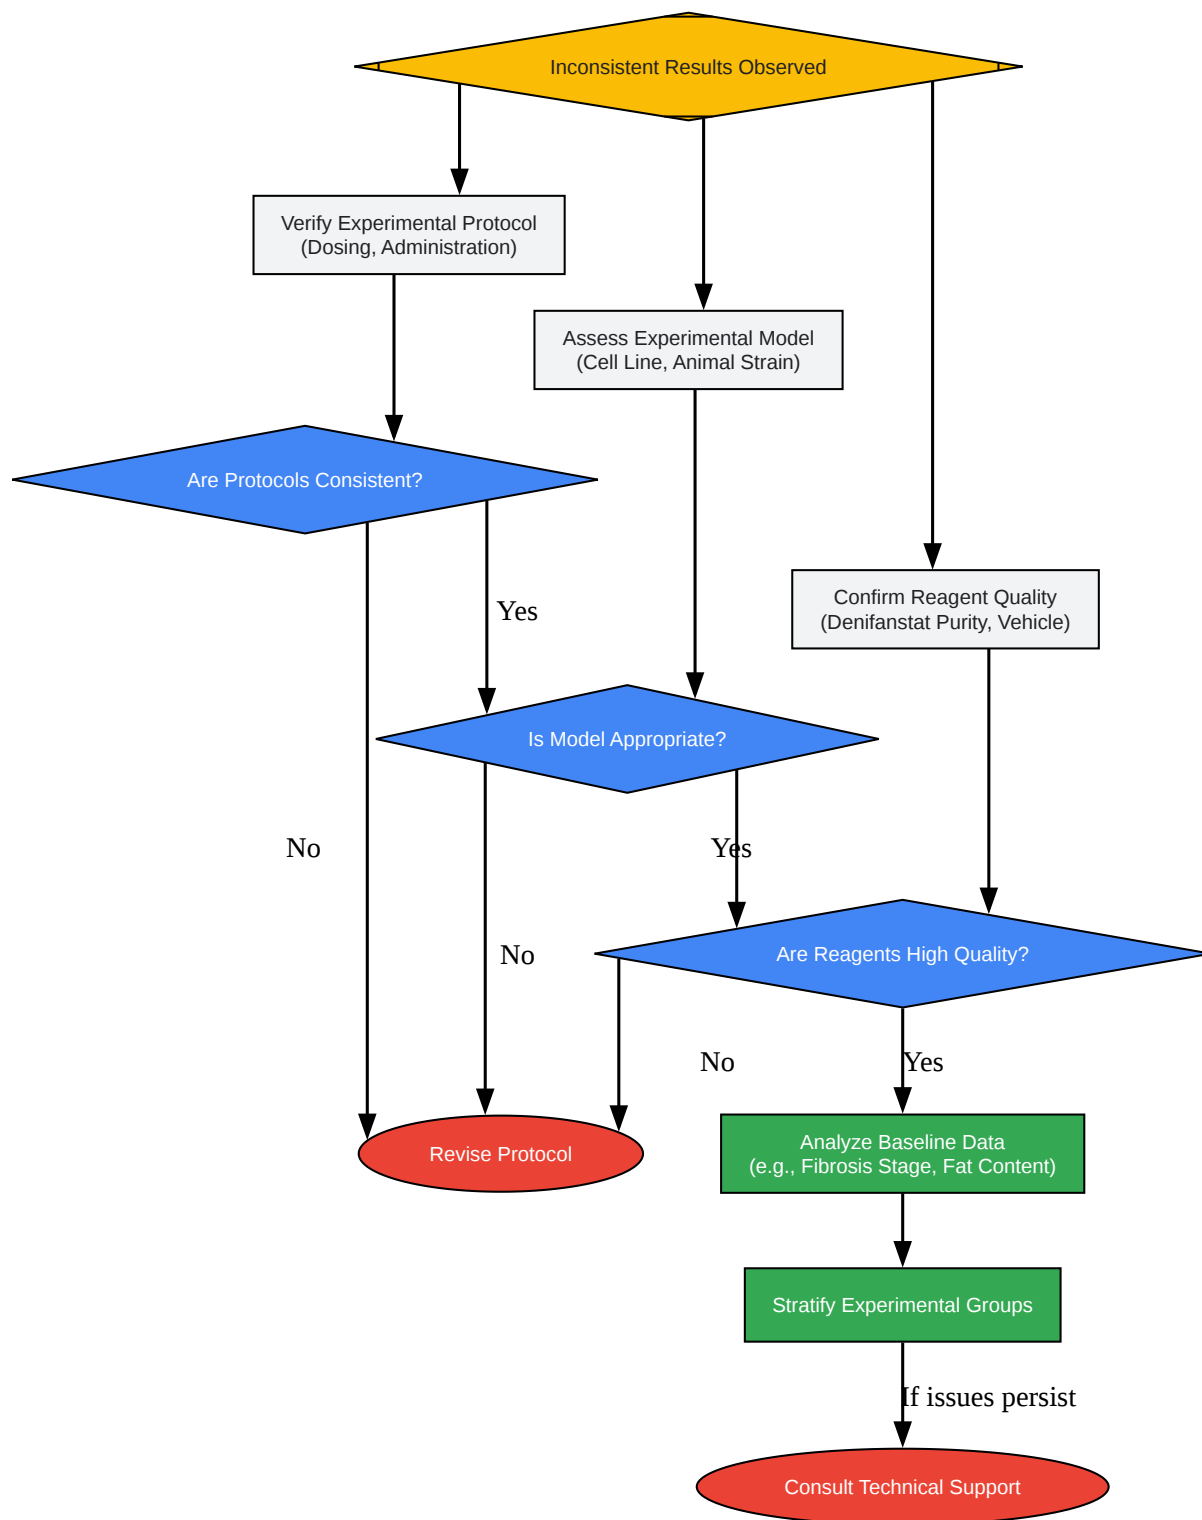 Inconsistent Results Observed
Verify Experimental Protocol
(Dosing, Administration)
Assess Experimental Model
(Cell Line, Animal Strain)
Are Protocols Consistent?
Confirm Reagent Quality
(Denifanstat Purity, Vehicle)
Yes
Is Model Appropriate?
No
Yes
No
Are Reagents High Quality?
No
Yes
Analyze Baseline Data
(e.g., Fibrosis Stage, Fat Content)
Revise Protocol
Stratify Experimental Groups
If issues persist
Consult Technical Support